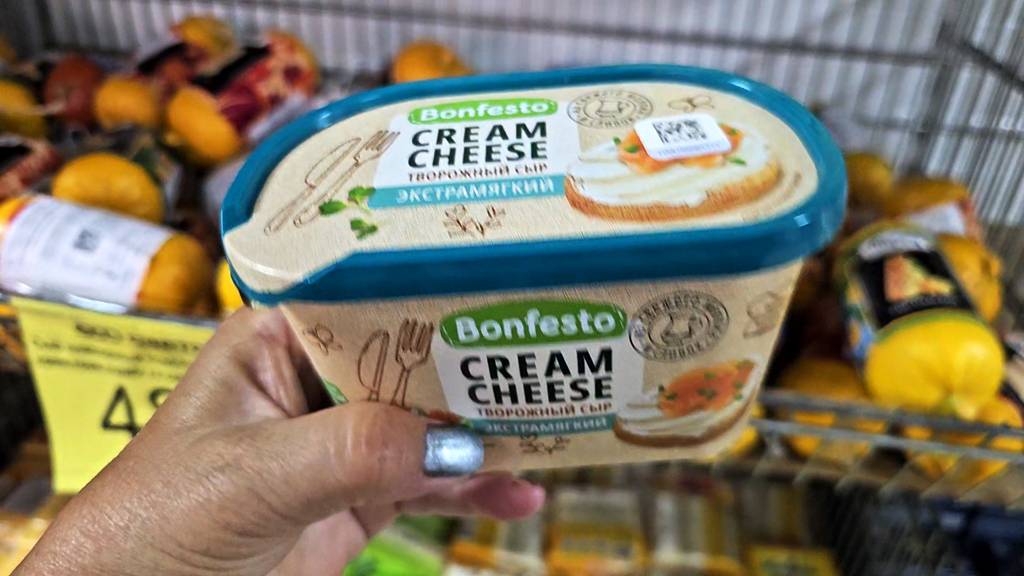 Bonfesto
CREAM
CHEESE
ТВОРОЖНЫЙ СЫР
ЭКСТРАМЯГКИЙ
Bonfesto
CREAM
CHEESE
ТВОРОЖНЫЙ СЫР
ЭКСТРАМЯГКИЙ